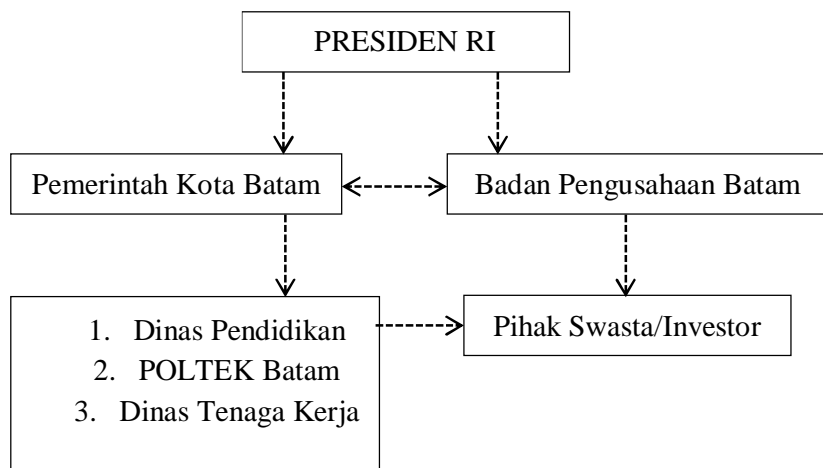 PRESIDEN RI
Pemerintah Kota Batam
Badan Pengusahaan Batam
1. Dinas Pendidikan
2. POLTEK Batam
3. Dinas Tenaga Kerja
Pihak Swasta/Investor